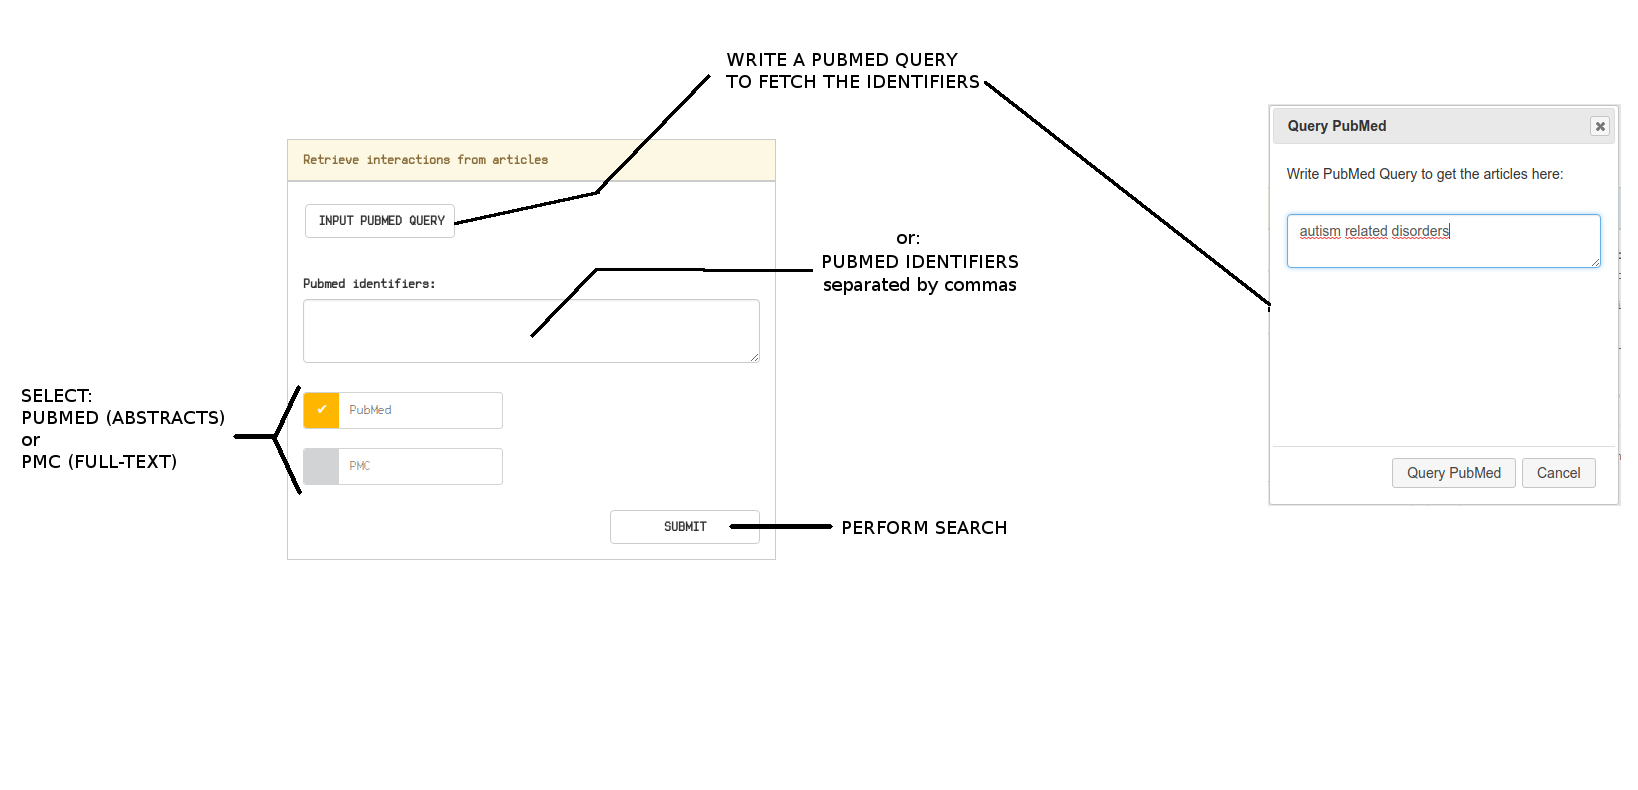 WRITE A PUBMED QUERY
TO FETCH THE IDENTIFIERS
Retrieve interactions from articles
INPUT PUBMED QUERY
or:
PUBMED IDENTIFIERS
separated by commas
Pubmed identifiers:
SELECT:
PUBMED (ABSTRACTS)
or
PMC (FULL-TEXT)
PubMed
PMC
SUBMIT
PERFORM SEARCH
Query PubMed
Write PubMed Query to get the articles here:
autism related disorders
Query PubMed
Cancel